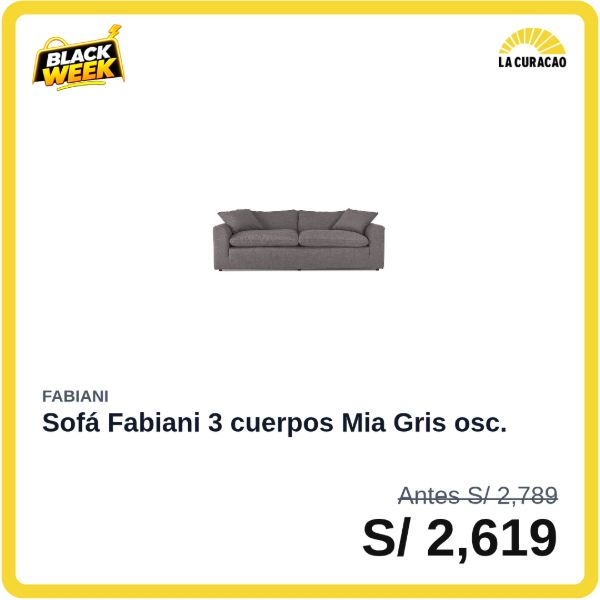 BLACK
WEEK
LA CURACAO
FABIANI
Sofá Fabiani 3 cuerpos Mia Gris osc.
Antes S/ 2,789
S/ 2,619